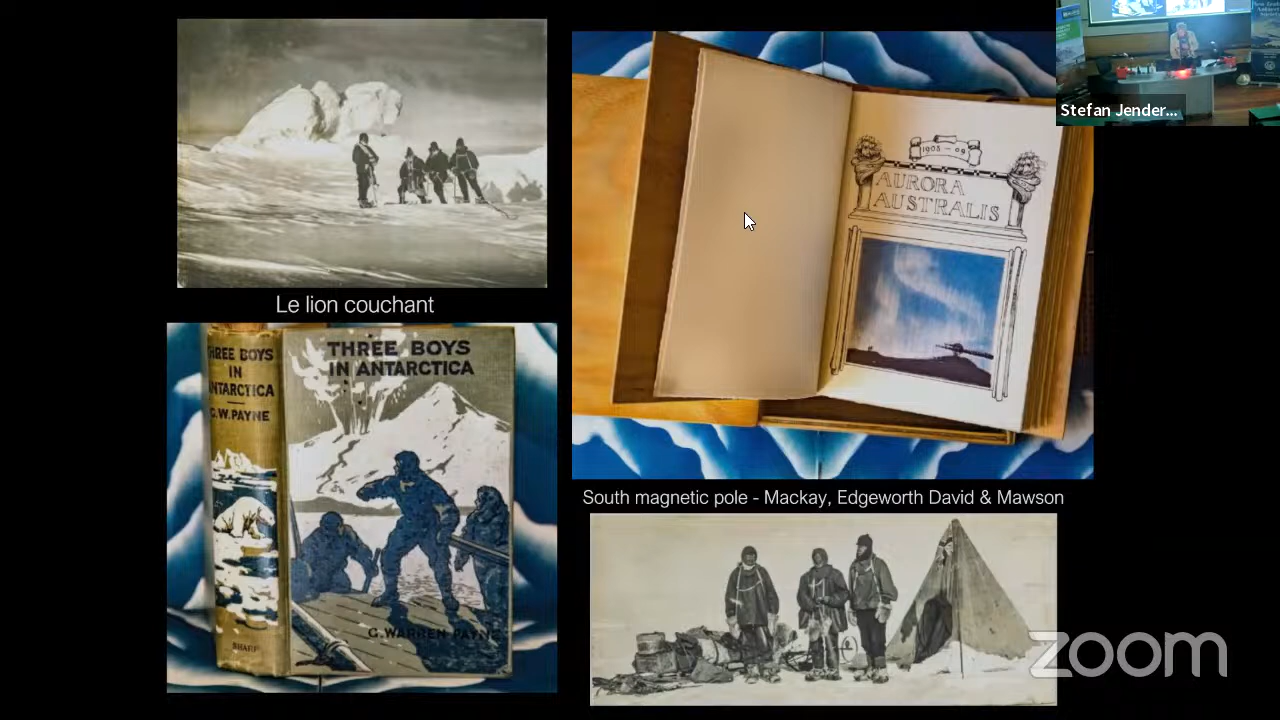 Le lion couchant
THREE BOYS
IN
ANTARCTICA
G.W. PAYNE
SHARP
THREE BOYS
IN ANTARCTICA
G. WARREN PAYNE
1908 - 09
AURORA
AUSTRALIS
South magnetic pole - Mackay, Edgeworth David & Mawson
Stefan Jender...
zoom